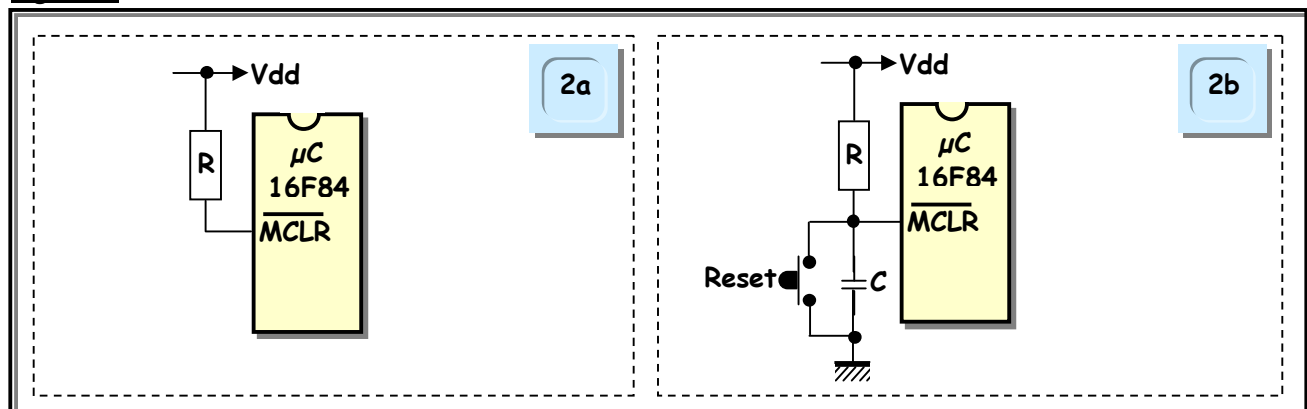 Vdd
2a
R
µC
16F84
MCLR
Vdd
2b
R
µC
16F84
MCLR
Reset
C